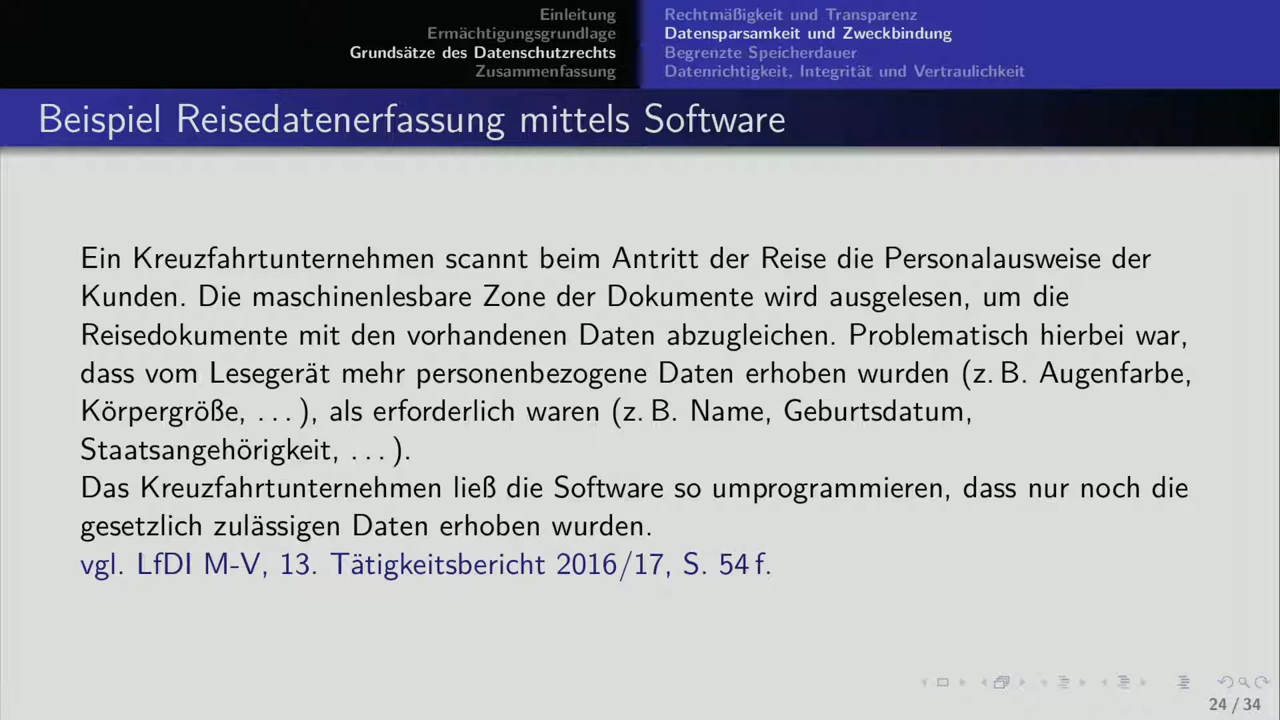 Einleitung
Ermächtigungsgrundlage
Grundsätze des Datenschutzrechts
Zusammenfassung
Rechtmäßigkeit und Transparenz
Datensparsamkeit und Zweckbindung
Begrenzte Speicherdauer
Datenrichtigkeit, Integrität und Vertraulichkeit
Beispiel Reisedatenerfassung mittels Software
Ein Kreuzfahrtunternehmen scannt beim Antritt der Reise die Personalausweise der
Kunden. Die maschinenlesbare Zone der Dokumente wird ausgelesen, um die
Reisedokumente mit den vorhandenen Daten abzugleichen. Problematisch hierbei war,
dass vom Lesegerät mehr personenbezogene Daten erhoben wurden (z. B. Augenfarbe,
Körpergröße, . . . ), als erforderlich waren (z. B. Name, Geburtsdatum,
Staatsangehörigkeit, . . . ).
Das Kreuzfahrtunternehmen ließ die Software so umprogrammieren, dass nur noch die
gesetzlich zulässigen Daten erhoben wurden.
vgl. LfDI M-V, 13. Tätigkeitsbericht 2016/17, S. 54 f.
24 / 34